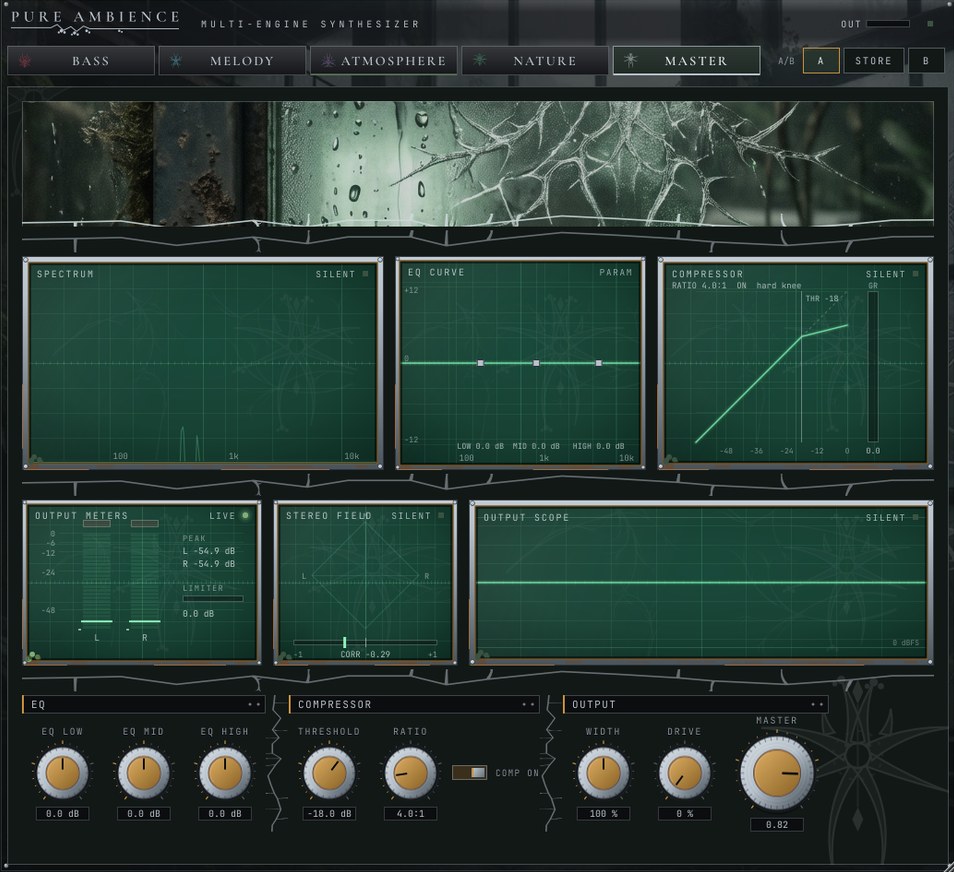 PURE AMBIENCE
MULTI-ENGINE SYNTHESIZER
OUT
BASS
MELODY
ATMOSPHERE
NATURE
MASTER
A/B
A
STORE
B
SPECTRUM
SILENT
100
1k
10k
EQ CURVE
PARAM
+12
0
-12
LOW 0.0 dB MID 0.0 dB HIGH 0.0 dB
100
1k
10k
COMPRESSOR
SILENT
RATIO 4.0:1 ON hard knee
GR
THR -18
-48 -36 -24 -12 0 0.0
OUTPUT METERS
LIVE
0
-6
-12
-24
-48
L
R
PEAK
L -54.9 dB
R -54.9 dB
LIMITER
0.0 dB
STEREO FIELD
SILENT
L
R
-1
CORR -0.29
+1
OUTPUT SCOPE
SILENT
0 dBFS
EQ
EQ LOW
EQ MID
EQ HIGH
0.0 dB
0.0 dB
0.0 dB
COMPRESSOR
THRESHOLD
RATIO
COMP ON
-18.0 dB
4.0:1
OUTPUT
WIDTH
DRIVE
MASTER
100 %
0 %
0.82